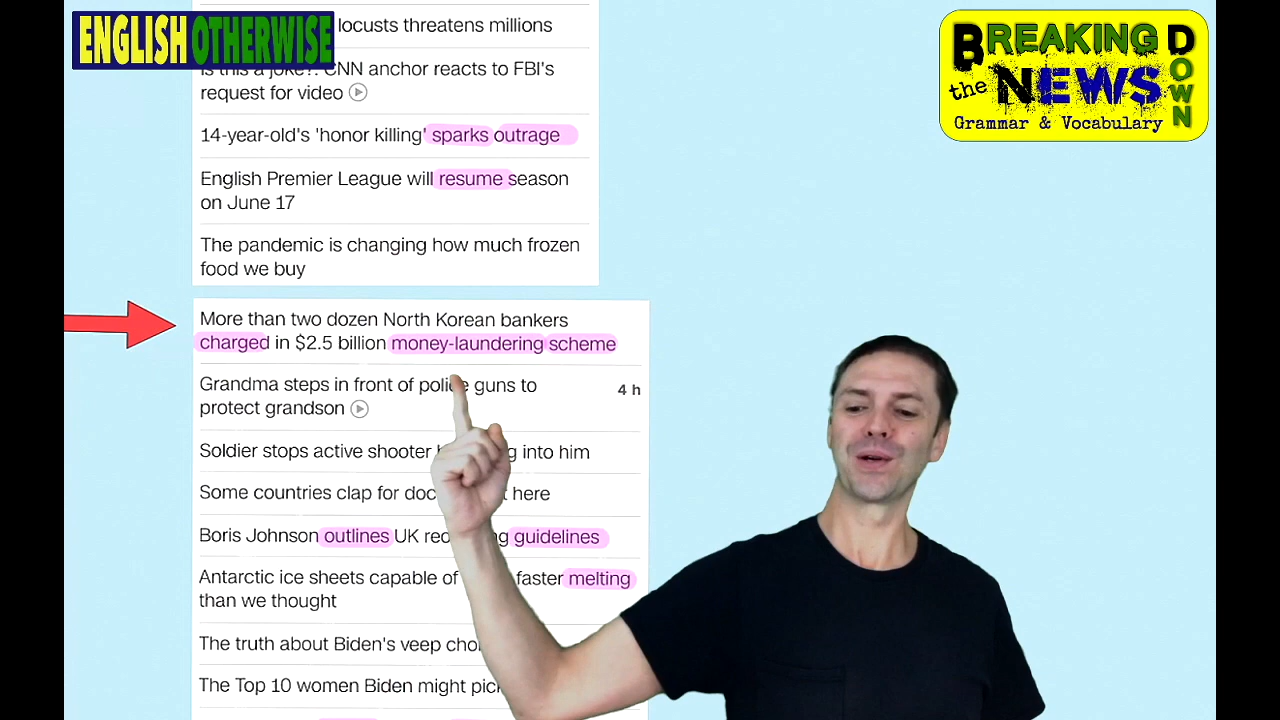 ENGLISH OTHERWISE
BREAKING DOWN
the NEWS
Grammar & Vocabulary
locusts threatens millions
Is this a joke?: CNN anchor reacts to FBI's
request for video
14-year-old's 'honor killing' sparks outrage
English Premier League will resume season
on June 17
The pandemic is changing how much frozen
food we buy
More than two dozen North Korean bankers
charged in $2.5 billion money-laundering scheme
Grandma steps in front of police guns to
protect grandson
4 h
Soldier stops active shooter into him
Some countries clap for here
Boris Johnson outlines UK guidelines
Antarctic ice sheets capable of faster melting
than we thought
The truth about Biden's veep
The Top 10 women Biden might